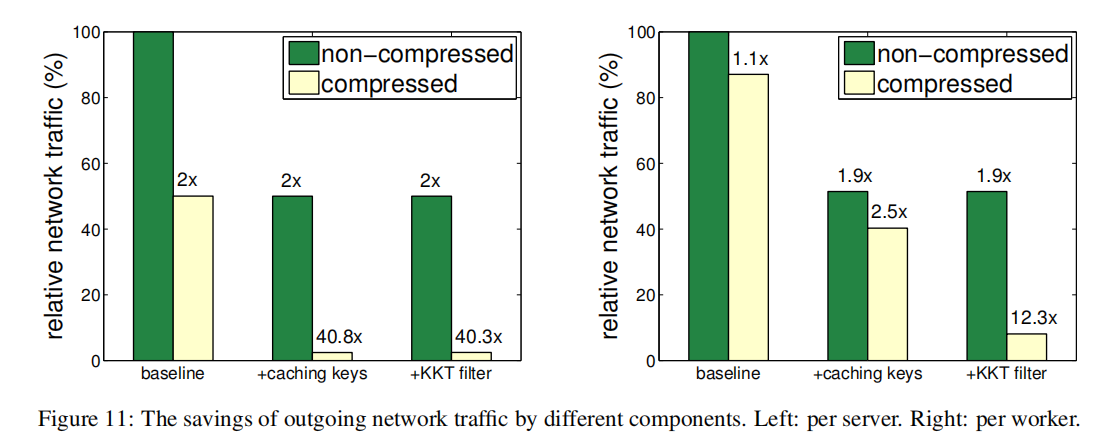 relative network traffic (%)
100
80
60
40
20
0
non-compressed
compressed
2x
2x
2x
40.8x
40.3x
baseline
+caching keys
+KKT filter
relative network traffic (%)
100
80
60
40
20
0
non-compressed
compressed
1.1x
1.9x
1.9x
2.5x
12.3x
baseline
+caching keys
+KKT filter
Figure 11: The savings of outgoing network traffic by different components. Left: per server. Right: per worker.